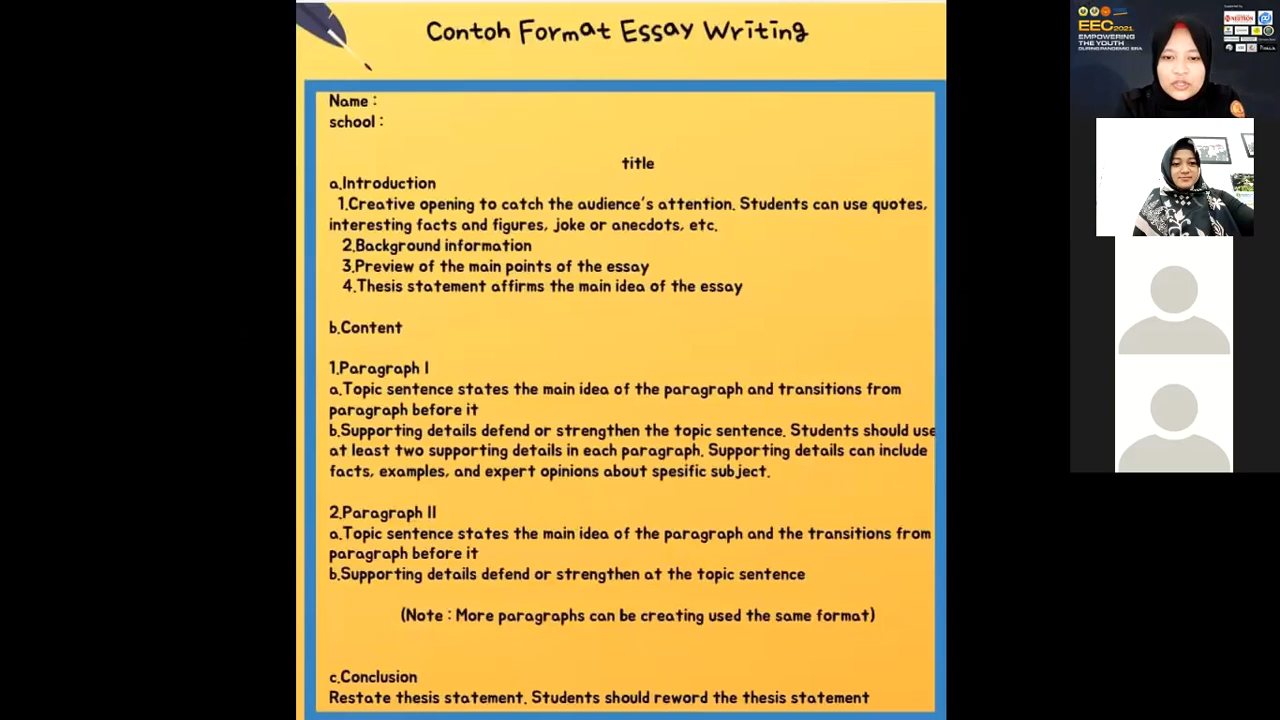 Contoh Format Essay Writing
Name :
school :
title
a.Introduction
1.Creative opening to catch the audience's attention. Students can use quotes,
interesting facts and figures, joke or anecdots, etc.
2.Background information
3.Preview of the main points of the essay
4.Thesis statement affirms the main idea of the essay
b.Content
1.Paragraph I
a.Topic sentence states the main idea of the paragraph and transitions from
paragraph before it
b.Supporting details defend or strengthen the topic sentence. Students should use
at least two supporting details in each paragraph. Supporting details can include
facts, examples, and expert opinions about spesific subject.
2.Paragraph II
a.Topic sentence states the main idea of the paragraph and the transitions from
paragraph before it
b.Supporting details defend or strengthen at the topic sentence
(Note : More paragraphs can be creating used the same format)
c.Conclusion
Restate thesis statement. Students should reword the thesis statement
EEC 2021
EMPOWERING
THE YOUTH
DURING PANDEMIC ERA
NEUTRON